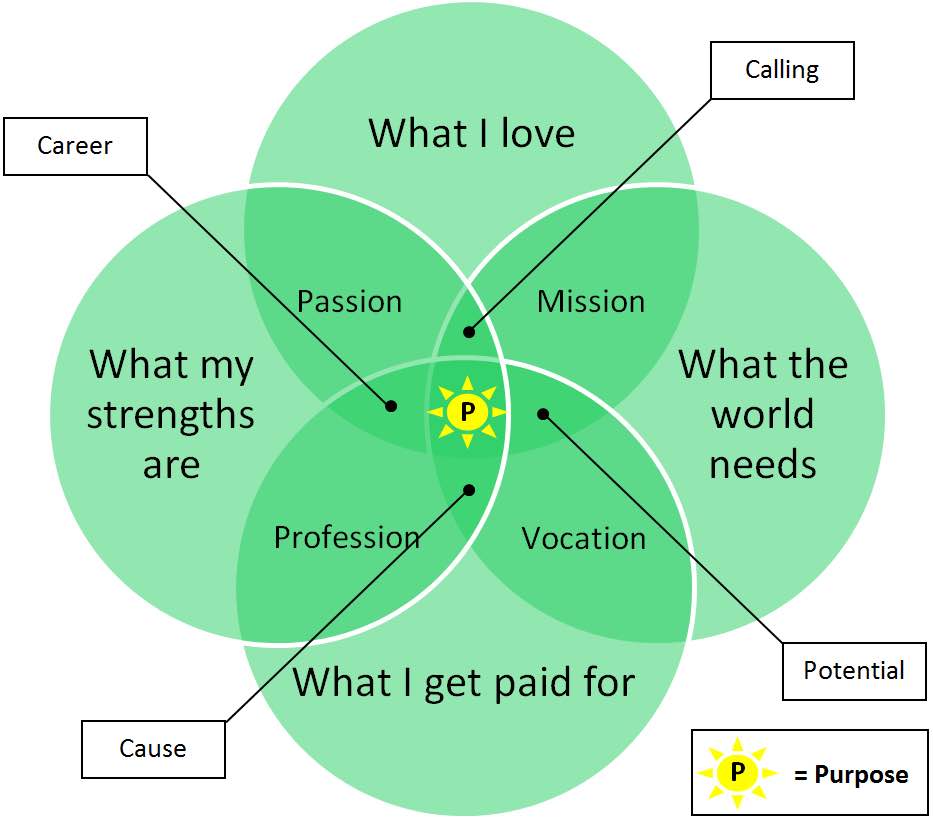 Calling
What I love
Career
Passion
Mission
What my
strengths
are
What the
world
needs
P
Profession
Vocation
What I get paid for
Potential
Cause
P = Purpose